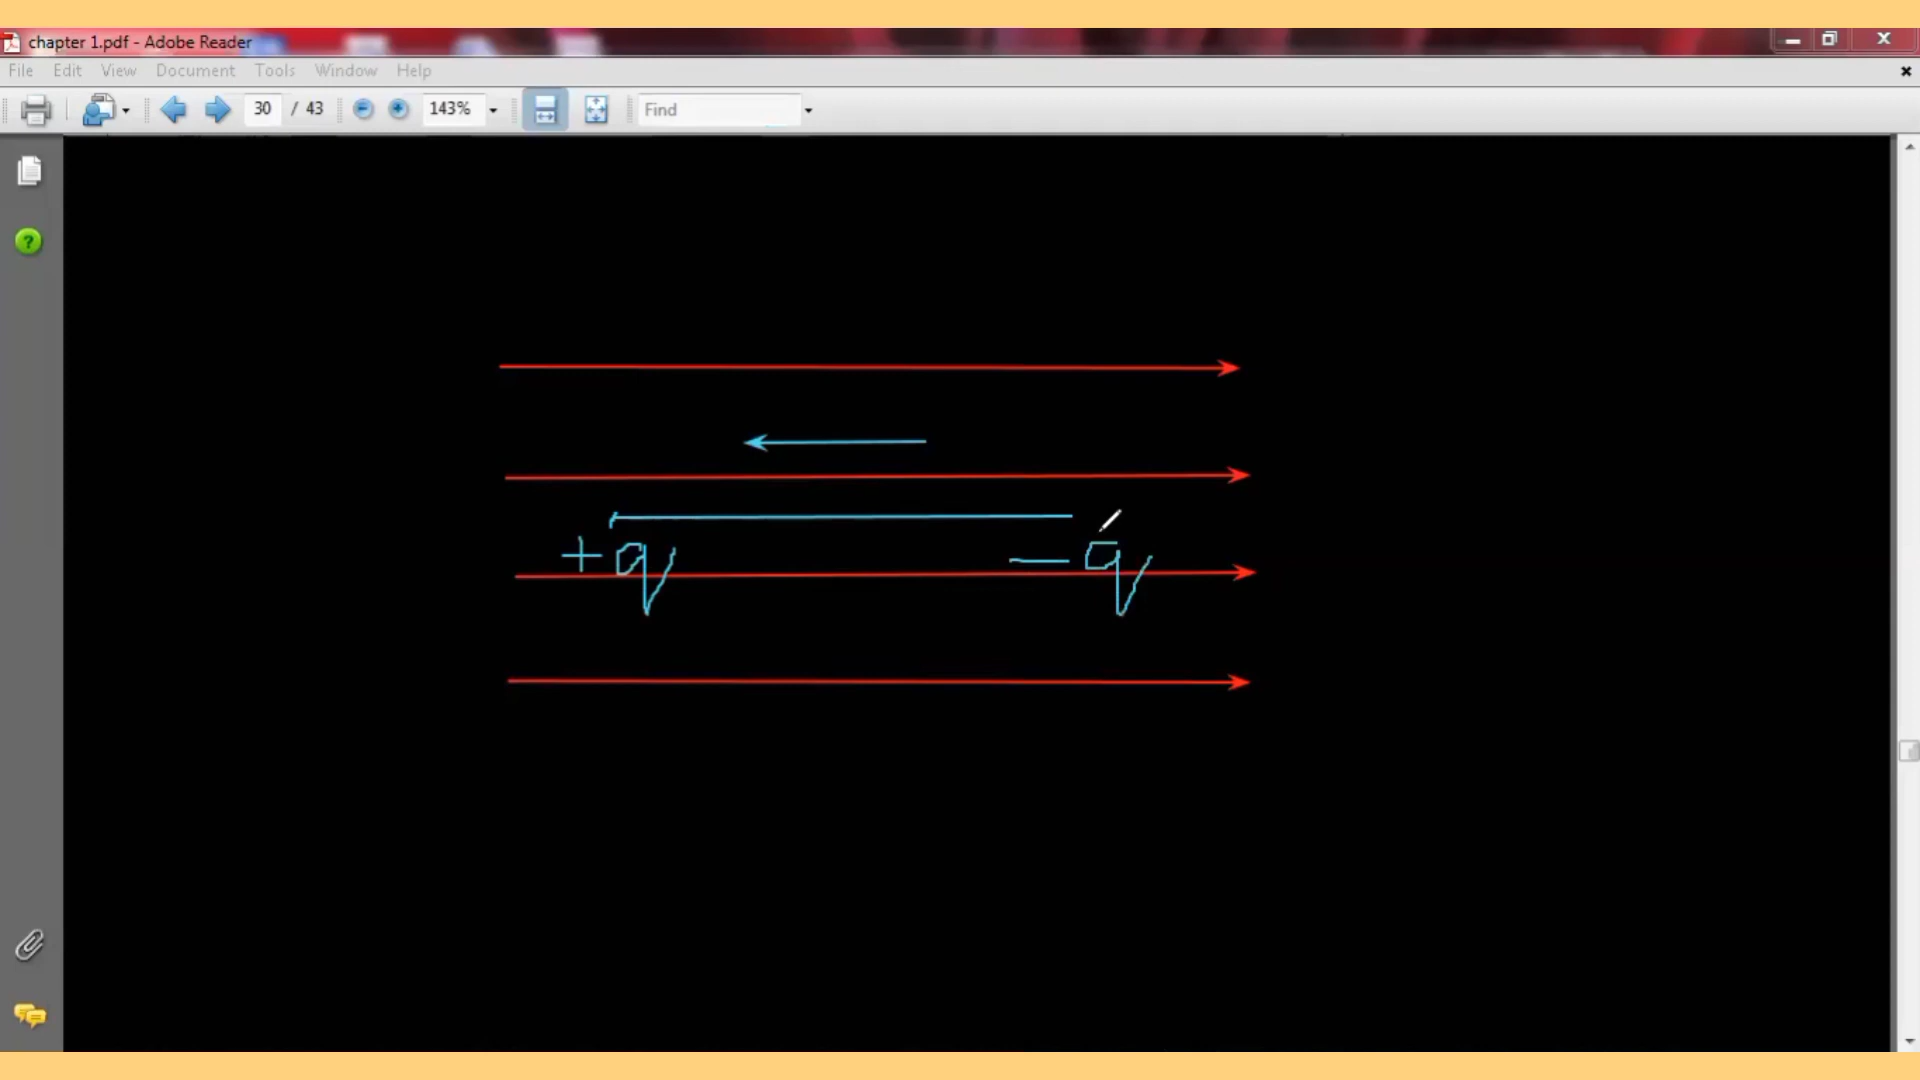 chapter 1.pdf - Adobe Reader
File Edit View Document Tools Window Help
30 / 43 143% Find
+q -q